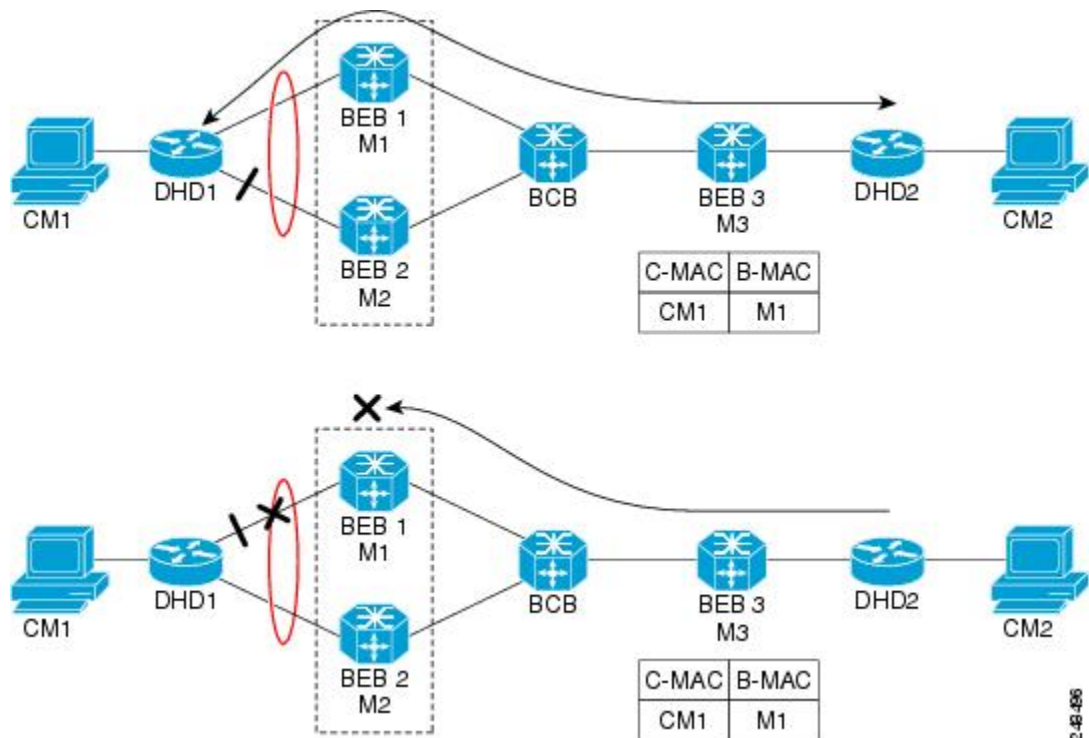 BEB 1
M1
CM1
DHD1
BCB
BEB 3
M3
DHD2
CM2
BEB 2
M2
C-MAC B-MAC
CM1 M1
BEB 1
M1
CM1
DHD1
BCB
BEB 3
M3
DHD2
CM2
BEB 2
M2
C-MAC B-MAC
CM1 M1
249496